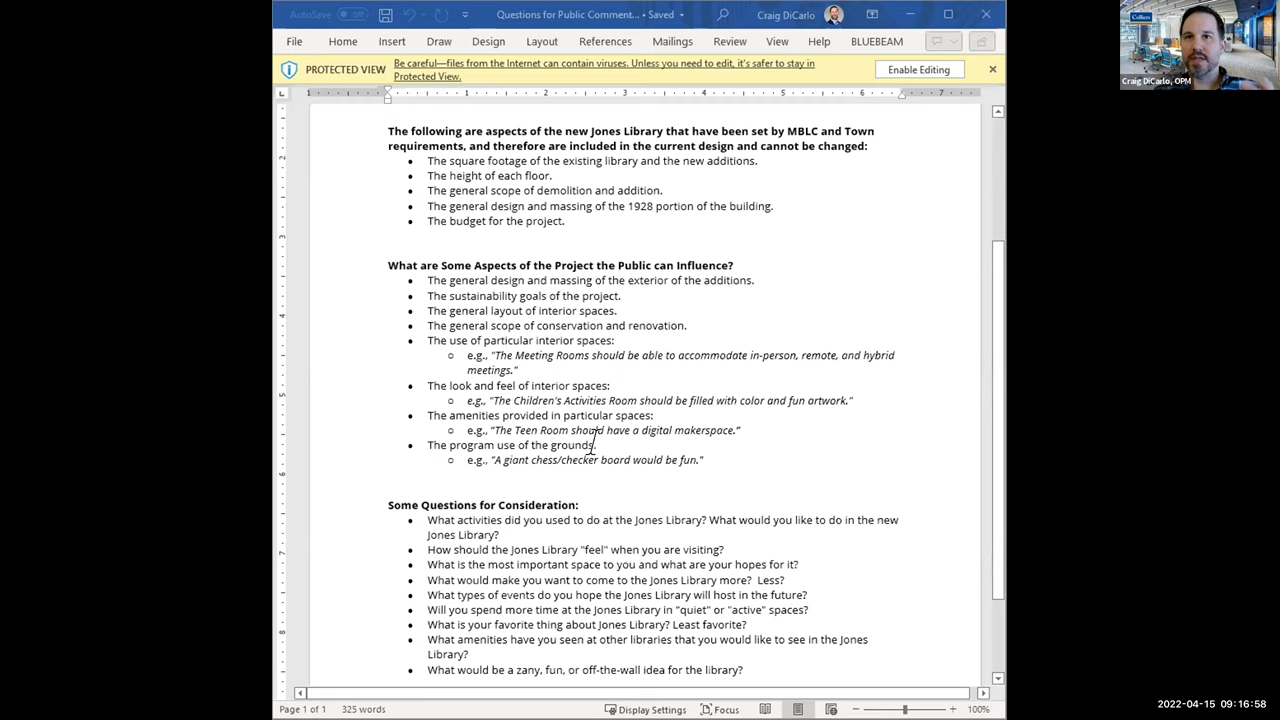 AutoSave Off
Questions for Public Comment... • Saved
Craig DiCarlo
File Home Insert Draw Design Layout References Mailings Review View Help BLUEBEAM
PROTECTED VIEW
Be careful—files from the Internet can contain viruses. Unless you need to edit, it's safer to stay in
Protected View.
Enable Editing
1 1 2 3 4 5 6 7
The following are aspects of the new Jones Library that have been set by MBLC and Town
requirements, and therefore are included in the current design and cannot be changed:
• The square footage of the existing library and the new additions.
• The height of each floor.
• The general scope of demolition and addition.
• The general design and massing of the 1928 portion of the building.
• The budget for the project.
What are Some Aspects of the Project the Public can Influence?
• The general design and massing of the exterior of the additions.
• The sustainability goals of the project.
• The general layout of interior spaces.
• The general scope of conservation and renovation.
• The use of particular interior spaces:
o e.g., "The Meeting Rooms should be able to accommodate in-person, remote, and hybrid
meetings."
• The look and feel of interior spaces:
o e.g., "The Children's Activities Room should be filled with color and fun artwork."
• The amenities provided in particular spaces:
o e.g., "The Teen Room should have a digital makerspace."
• The program use of the grounds.
o e.g., "A giant chess/checker board would be fun."
Some Questions for Consideration:
• What activities did you used to do at the Jones Library? What would you like to do in the new
Jones Library?
• How should the Jones Library "feel" when you are visiting?
• What is the most important space to you and what are your hopes for it?
• What would make you want to come to the Jones Library more?  Less?
• What types of events do you hope the Jones Library will host in the future?
• Will you spend more time at the Jones Library in "quiet" or "active" spaces?
• What is your favorite thing about Jones Library? Least favorite?
• What amenities have you seen at other libraries that you would like to see in the Jones
Library?
• What would be a zany, fun, or off-the-wall idea for the library?
2
3
4
5
6
7
8
Page 1 of 1 325 words
Display Settings Focus
100%
Colliers
Craig DiCarlo, OPM
2022-04-15 09:16:58